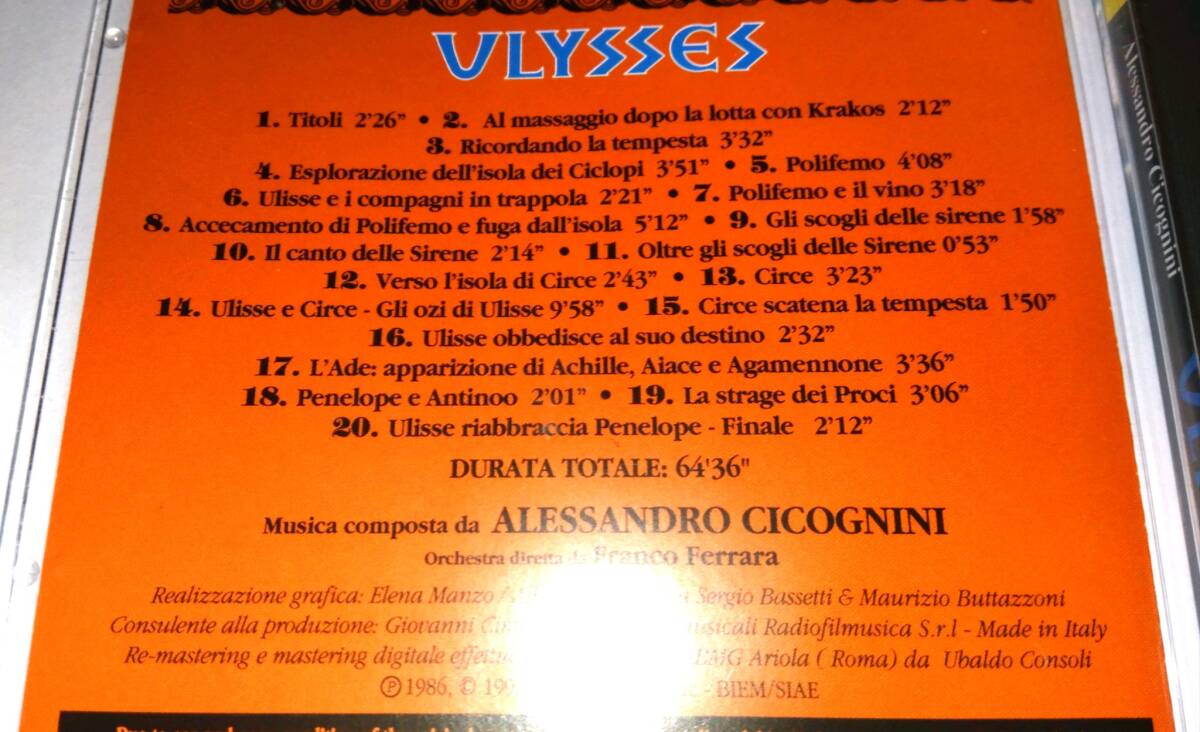 ULYSSES
1. Titoli 2'26” • 2. Al massaggio dopo la lotta con Krakos 2'12”
3. Ricordando la tempesta 3'32”
4. Esplorazione dell'isola dei Ciclopi 3'51” • 5. Polifemo 4'08”
6. Ulisse e i compagni in trappola 2'21” • 7. Polifemo e il vino 3'18”
8. Accecamento di Polifemo e fuga dall'isola 5'12” • 9. Gli scogli delle sirene 1'58”
10. Il canto delle Sirene 2'14” • 11. Oltre gli scogli delle Sirene 0'53”
12. Verso l'isola di Circe 2'43” • 13. Circe 3'23”
14. Ulisse e Circe - Gli ozi di Ulisse 9'58” • 15. Circe scatena la tempesta 1'50”
16. Ulisse obbedisce al suo destino 2'32”
17. L'Ade: apparizione di Achille, Aiace e Agamennone 3'36”
18. Penelope e Antinoo 2'01” • 19. La strage dei Proci 3'06”
20. Ulisse riabbraccia Penelope - Finale 2'12”
DURATA TOTALE: 64'36"
Musica composta da ALESSANDRO CICOGNINI
Orchestra diretta da Franco Ferrara
Realizzazione grafica: Elena Manzo Sergio Bassetti & Maurizio Buttazzoni
Consulente alla produzione: Giovanni Radiofilmusica S.r.l - Made in Italy
Re-mastering e mastering digitale Ariola ( Roma) da Ubaldo Consoli
℗ 1986, © - BIEM/SIAE
Alessandro Cicognini